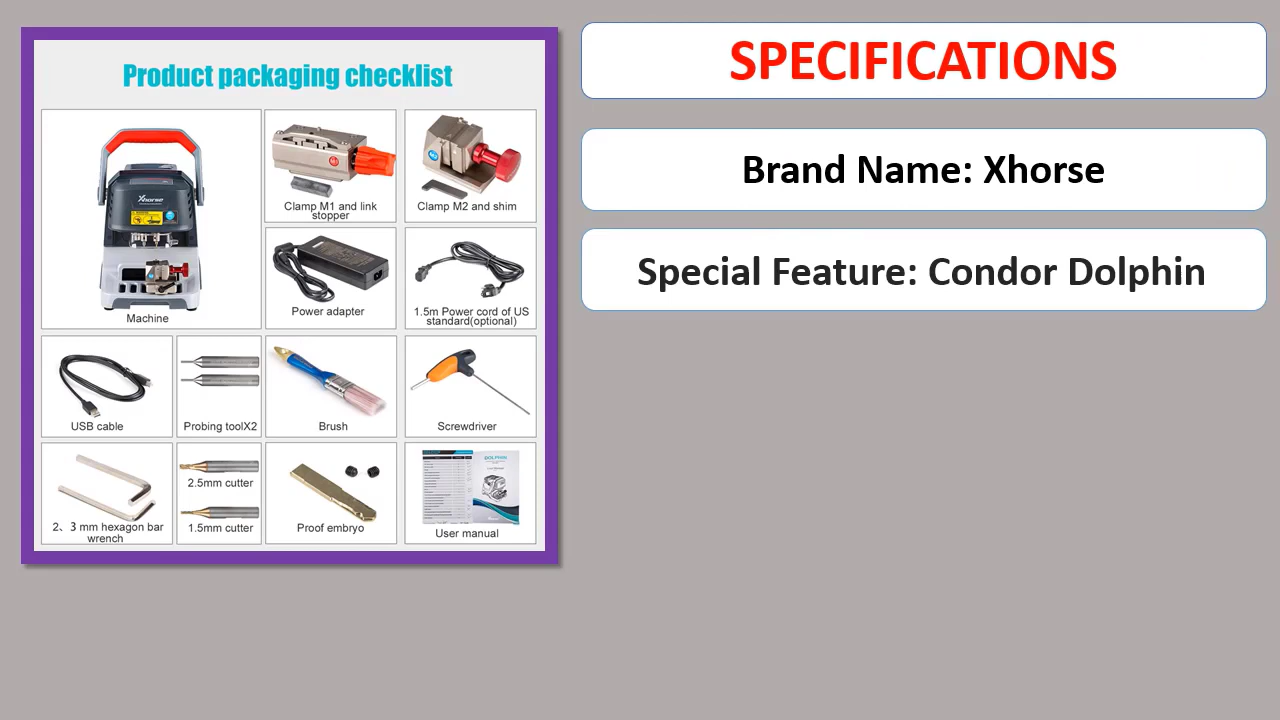 Product packaging checklist
SPECIFICATIONS
Brand Name: Xhorse
Special Feature: Condor Dolphin
Xhorse
Machine
Clamp M1 and link
stopper
Clamp M2 and shim
Power adapter
1.5m Power cord of US
standard(optional)
USB cable
Probing toolX2
Brush
Screwdriver
2、3 mm hexagon bar
wrench
2.5mm cutter
1.5mm cutter
Proof embryo
DOLPHIN
User manual